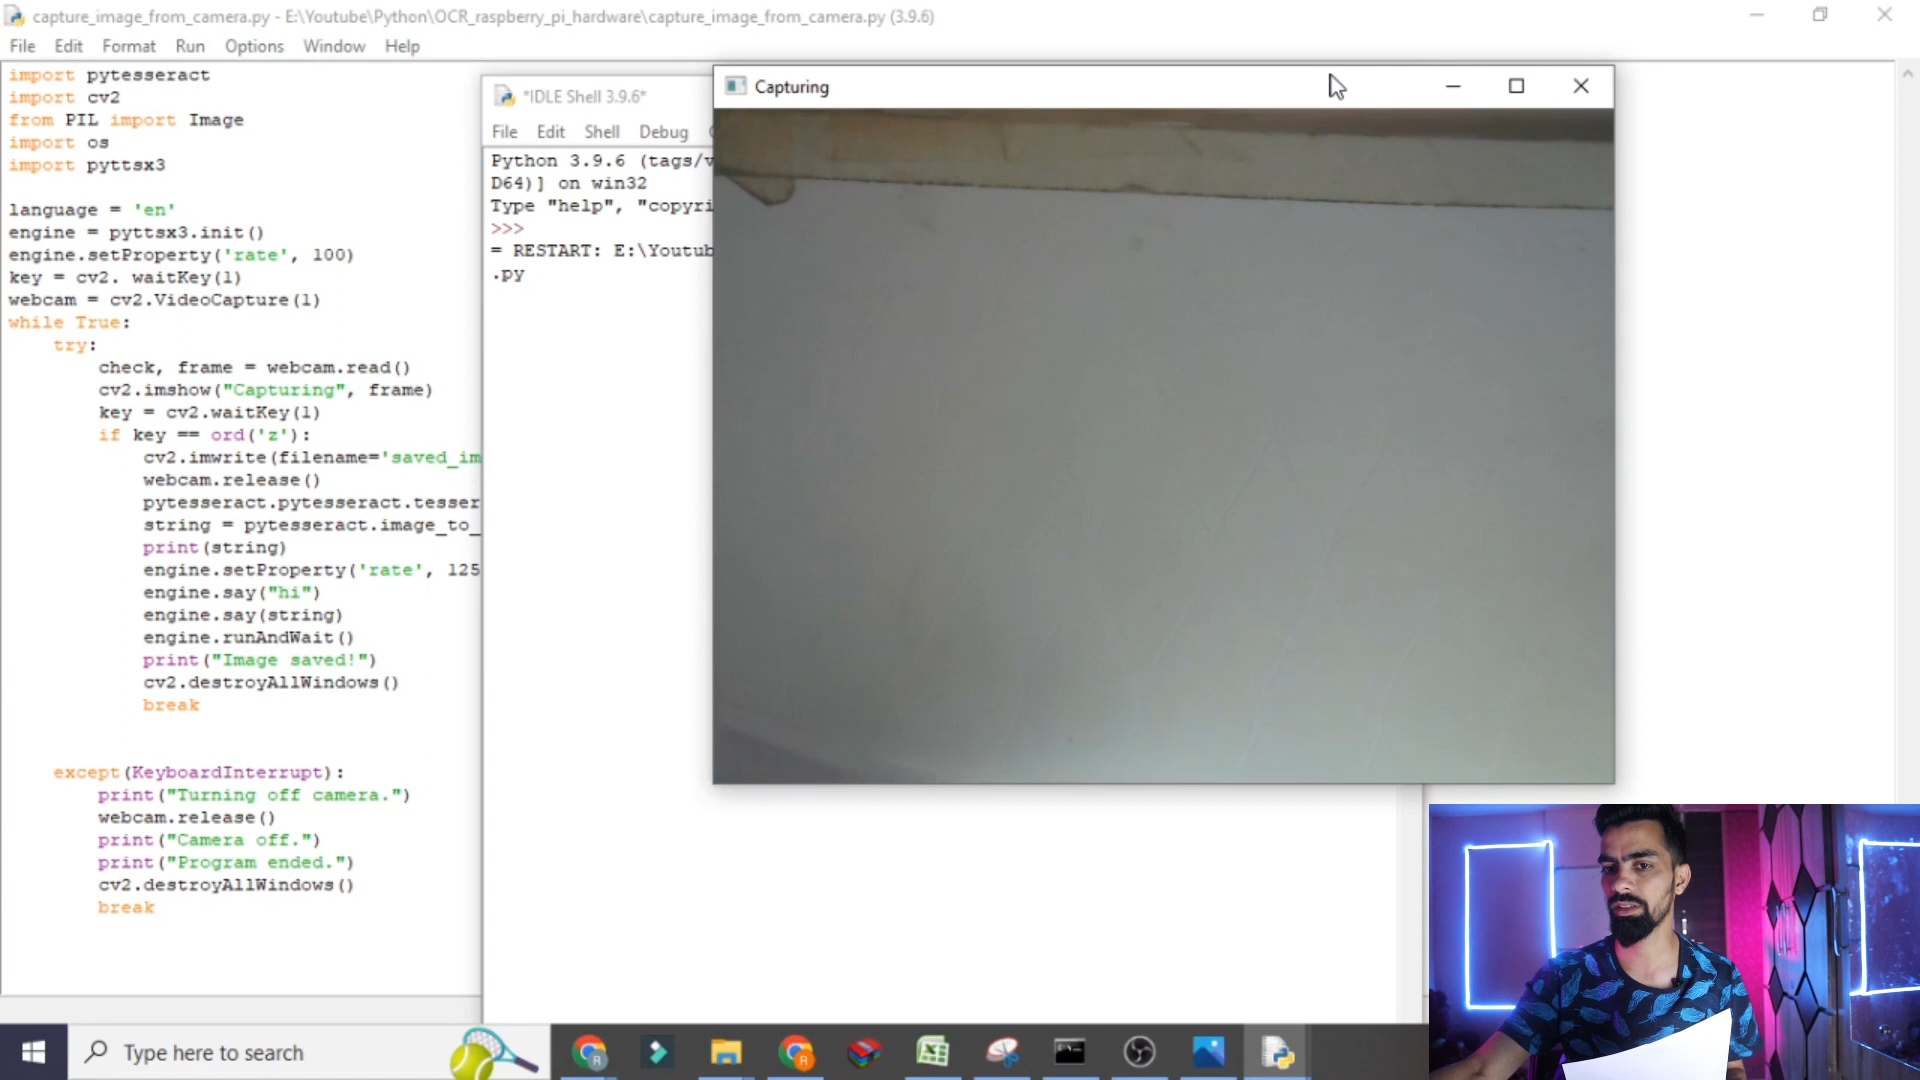 capture_image_from_camera.py - E:\Youtube\Python\OCR_raspberry_pi_hardware\capture_image_from_camera.py (3.9.6)
File Edit Format Run Options Window Help
import pytesseract
import cv2
from PIL import Image
import os
import pyttsx3
language = 'en'
engine = pyttsx3.init()
engine.setProperty('rate', 100)
key = cv2. waitKey(1)
webcam = cv2.VideoCapture(1)
while True:
try:
check, frame = webcam.read()
cv2.imshow("Capturing", frame)
key = cv2.waitKey(1)
if key == ord('z'):
cv2.imwrite(filename='saved_im
webcam.release()
pytesseract.pytesseract.tesser
string = pytesseract.image_to_
print(string)
engine.setProperty('rate', 125
engine.say("hi")
engine.say(string)
engine.runAndWait()
print("Image saved!")
cv2.destroyAllWindows()
break
except(KeyboardInterrupt):
print("Turning off camera.")
webcam.release()
print("Camera off.")
print("Program ended.")
cv2.destroyAllWindows()
break
*IDLE Shell 3.9.6*
File Edit Shell Debug
Python 3.9.6 (tags/v
D64)] on win32
Type "help", "copyri
>>>
= RESTART: E:\Youtub
.py
Capturing
Type here to search